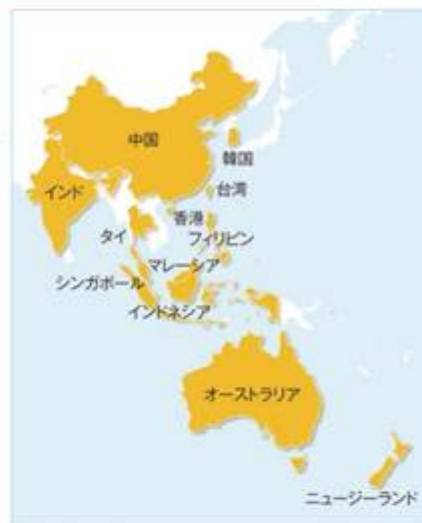 中国
韓国
インド
台湾
香港
タイ
フィリピン
マレーシア
シンガポール
インドネシア
オーストラリア
ニュージーランド